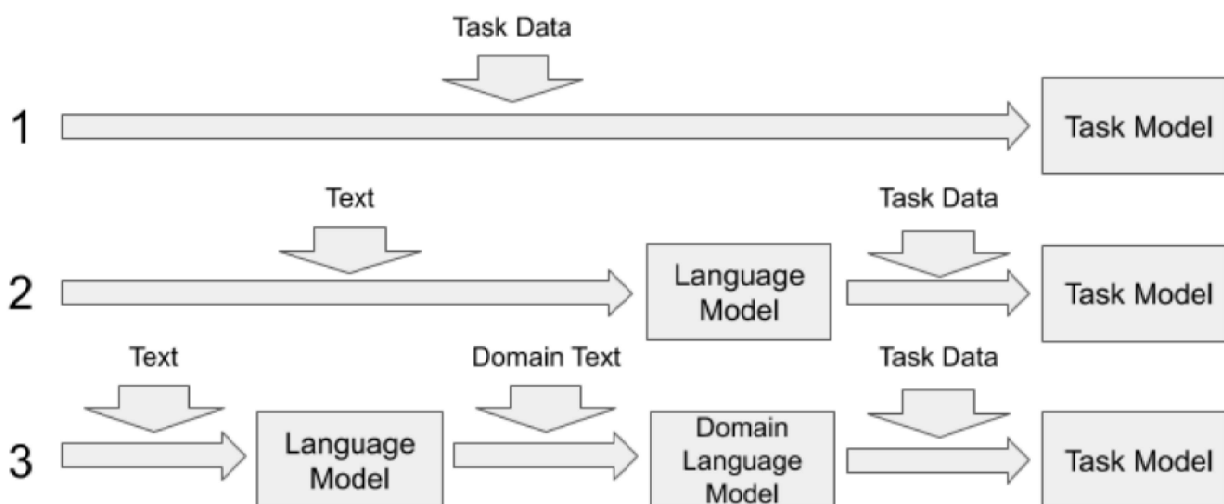 Task Data
1
Task Model
Text
Task Data
2
Language
Model
Task Model
Text
Domain Text
Task Data
3
Language
Model
Domain
Language
Model
Task Model